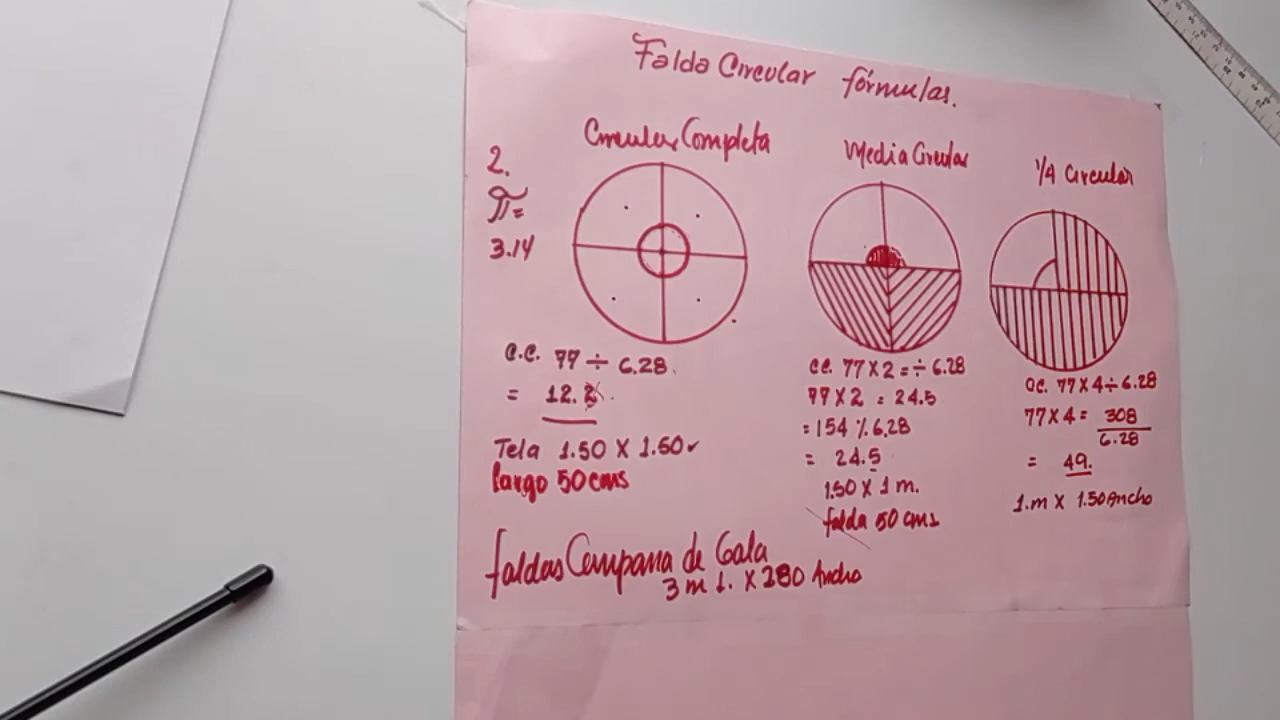 Falda Circular fórmulas.
Circular Completa
2.
π=
3.14
C.C. 77 ÷ 6.28.
= 12.
Tela 1.50 X 1.50
largo 50 cms
Media Circular
CC. 77 X 2 = ÷ 6.28
77 X 2 = 24.5
= 154 % 6.28
= 24.5
1.50 X 1 m.
falda 50 cms
1/4 Circular
CC. 77 X 4 ÷ 6.28
77 X 4 = 308
6.28
= 49.
1.m X 1.50 Ancho
faldas Campana de Gala
3 m L. X 280 Ancho